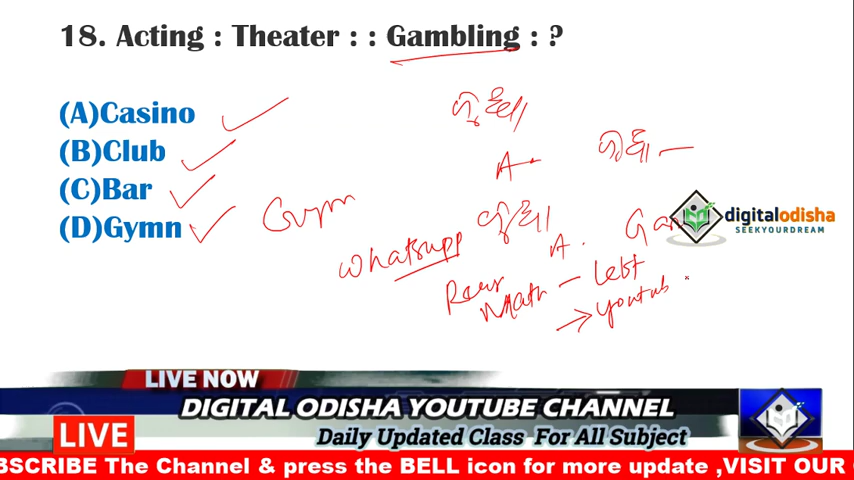 18. Acting : Theater : : Gambling : ?
(A)Casino
(B)Club
(C)Bar
(D)Gymn
Gym
A.
Whatsupp
A.
Math - 
→ youtub
digitalodisha
SEEKYOURDREAM
LIVE NOW
DIGITAL ODISHA YOUTUBE CHANNEL
LIVE
Daily Updated Class For All Subject
BSCRIBE The Channel & press the BELL icon for more update ,VISIT OUR